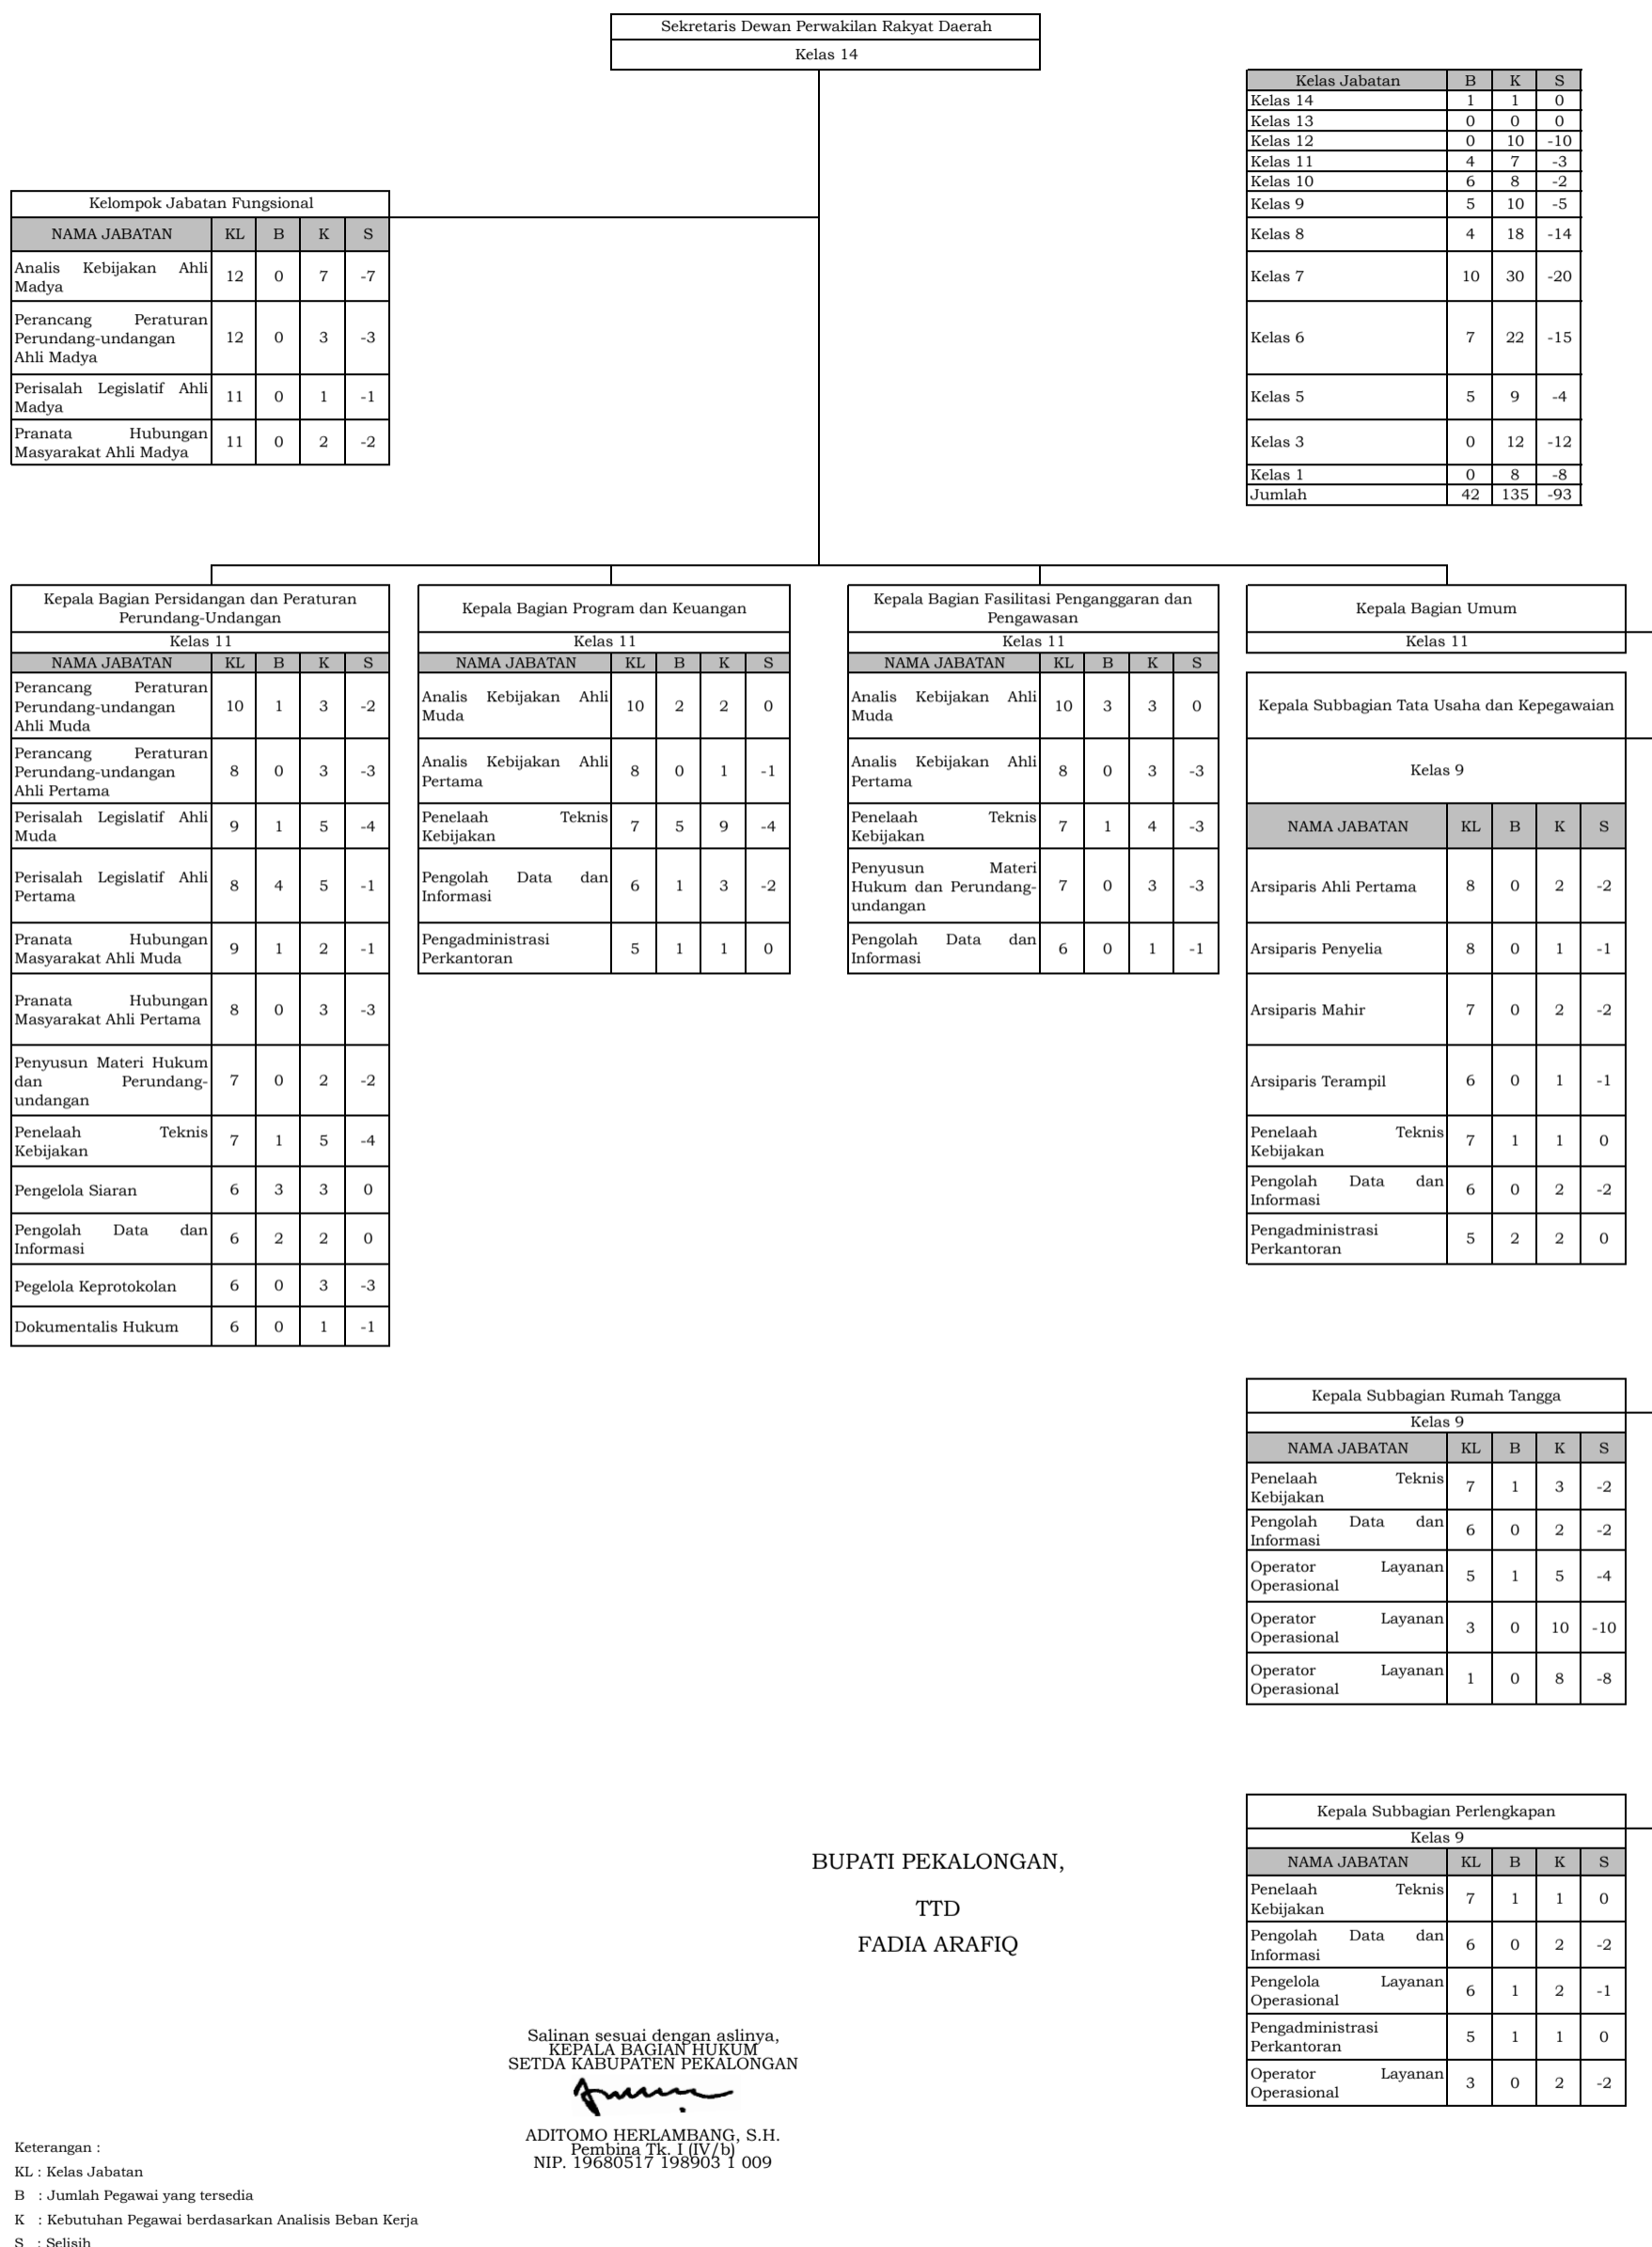 Sekretaris Dewan Perwakilan Rakyat Daerah
Kelas 14
Kelas Jabatan B K S
Kelas 14 1 1 0
Kelas 13 0 0 0
Kelas 12 0 10 -10
Kelas 11 4 7 -3
Kelas 10 6 8 -2
Kelas 9 5 10 -5
Kelas 8 4 18 -14
Kelas 7 10 30 -20
Kelas 6 7 22 -15
Kelas 5 5 9 -4
Kelas 3 0 12 -12
Kelas 1 0 8 -8
Jumlah 42 135 -93
Kelompok Jabatan Fungsional
NAMA JABATAN KL B K S
Analis Kebijakan Ahli
Madya 12 0 7 -7
Perancang Peraturan
Perundang-undangan 12 0 3 -3
Ahli Madya
Perisalah Legislatif Ahli
Madya 11 0 1 -1
Pranata Hubungan
Masyarakat Ahli Madya 11 0 2 -2
Kepala Bagian Persidangan dan Peraturan
Perundang-Undangan
Kelas 11
NAMA JABATAN KL B K S
Perancang Peraturan
Perundang-undangan 10 1 3 -2
Ahli Muda
Perancang Peraturan
Perundang-undangan 8 0 3 -3
Ahli Pertama
Perisalah Legislatif Ahli
Muda 9 1 5 -4
Perisalah Legislatif Ahli
Pertama 8 4 5 -1
Pranata Hubungan
Masyarakat Ahli Muda 9 1 2 -1
Pranata Hubungan
Masyarakat Ahli Pertama 8 0 3 -3
Penyusun Materi Hukum
dan Perundang- 7 0 2 -2
undangan
Penelaah Teknis
Kebijakan 7 1 5 -4
Pengelola Siaran 6 3 3 0
Pengolah Data dan
Informasi 6 2 2 0
Pegelola Keprotokolan 6 0 3 -3
Dokumentalis Hukum 6 0 1 -1
Kepala Bagian Program dan Keuangan
Kelas 11
NAMA JABATAN KL B K S
Analis Kebijakan Ahli
Muda 10 2 2 0
Analis Kebijakan Ahli
Pertama 8 0 1 -1
Penelaah Teknis
Kebijakan 7 5 9 -4
Pengolah Data dan
Informasi 6 1 3 -2
Pengadministrasi
Perkantoran 5 1 1 0
Kepala Bagian Fasilitasi Penganggaran dan
Pengawasan
Kelas 11
NAMA JABATAN KL B K S
Analis Kebijakan Ahli
Muda 10 3 3 0
Analis Kebijakan Ahli
Pertama 8 0 3 -3
Penelaah Teknis
Kebijakan 7 1 4 -3
Penyusun Materi
Hukum dan Perundang- 7 0 3 -3
undangan
Pengolah Data dan
Informasi 6 0 1 -1
Kepala Bagian Umum
Kelas 11
Kepala Subbagian Tata Usaha dan Kepegawaian
Kelas 9
NAMA JABATAN KL B K S
Arsiparis Ahli Pertama 8 0 2 -2
Arsiparis Penyelia 8 0 1 -1
Arsiparis Mahir 7 0 2 -2
Arsiparis Terampil 6 0 1 -1
Penelaah Teknis
Kebijakan 7 1 1 0
Pengolah Data dan
Informasi 6 0 2 -2
Pengadministrasi
Perkantoran 5 2 2 0
Kepala Subbagian Rumah Tangga
Kelas 9
NAMA JABATAN KL B K S
Penelaah Teknis
Kebijakan 7 1 3 -2
Pengolah Data dan
Informasi 6 0 2 -2
Operator Layanan
Operasional 5 1 5 -4
Operator Layanan
Operasional 3 0 10 -10
Operator Layanan
Operasional 1 0 8 -8
Kepala Subbagian Perlengkapan
Kelas 9
NAMA JABATAN KL B K S
Penelaah Teknis
Kebijakan 7 1 1 0
Pengolah Data dan
Informasi 6 0 2 -2
Pengelola Layanan
Operasional 6 1 2 -1
Pengadministrasi
Perkantoran 5 1 1 0
Operator Layanan
Operasional 3 0 2 -2
BUPATI PEKALONGAN,
TTD
FADIA ARAFIQ
Salinan sesuai dengan aslinya,
KEPALA BAGIAN HUKUM
SETDA KABUPATEN PEKALONGAN
ADITOMO HERLAMBANG, S.H.
Pembina Tk. I (IV/b)
NIP. 19680517 198903 1 009
Keterangan :
KL : Kelas Jabatan
B : Jumlah Pegawai yang tersedia
K : Kebutuhan Pegawai berdasarkan Analisis Beban Kerja
S : Selisih